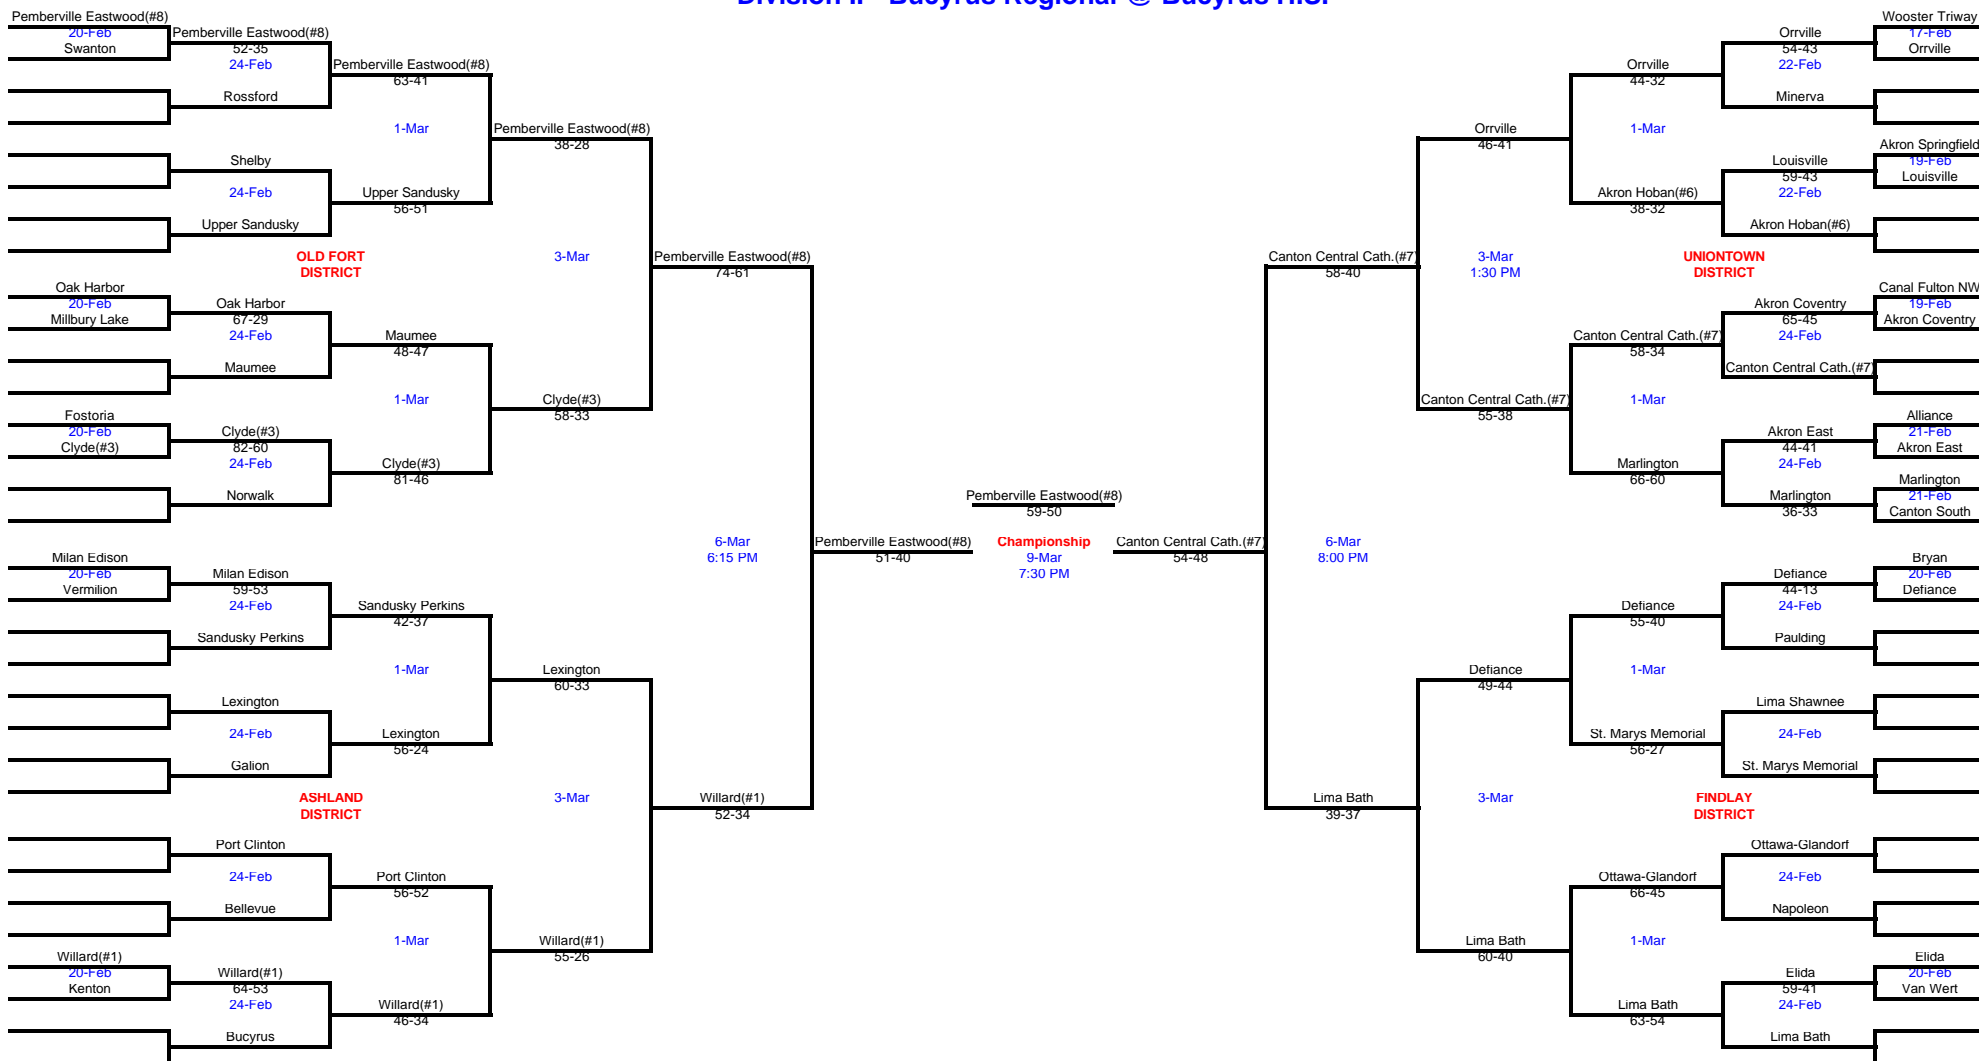 Division II - Bucyrus Regional @ Bucyrus H.S.
Pemberville Eastwood(#8)
20-Feb
Swanton
Pemberville Eastwood(#8)
52-35
24-Feb
Rossford
Pemberville Eastwood(#8)
63-41
1-Mar
Shelby
24-Feb
Upper Sandusky
Upper Sandusky
56-51
Pemberville Eastwood(#8)
38-28
OLD FORT
DISTRICT
3-Mar
Pemberville Eastwood(#8)
74-61
Oak Harbor
20-Feb
Millbury Lake
Oak Harbor
67-29
24-Feb
Maumee
Maumee
48-47
1-Mar
Fostoria
20-Feb
Clyde(#3)
Clyde(#3)
82-60
24-Feb
Norwalk
Clyde(#3)
81-46
Clyde(#3)
58-33
6-Mar
6:15 PM
Milan Edison
20-Feb
Vermilion
Milan Edison
59-53
24-Feb
Sandusky Perkins
Sandusky Perkins
42-37
1-Mar
Lexington
24-Feb
Galion
Lexington
56-24
Lexington
60-33
ASHLAND
DISTRICT
3-Mar
Willard(#1)
52-34
Port Clinton
24-Feb
Bellevue
Port Clinton
56-52
1-Mar
Willard(#1)
20-Feb
Kenton
Willard(#1)
64-53
24-Feb
Bucyrus
Willard(#1)
46-34
Willard(#1)
55-26
Pemberville Eastwood(#8)
51-40
Pemberville Eastwood(#8)
59-50
Championship
9-Mar
7:30 PM
Canton Central Cath.(#7)
54-48
Wooster Triway
17-Feb
Orrville
Orrville
54-43
22-Feb
Minerva
Orrville
44-32
1-Mar
Akron Springfield
19-Feb
Louisville
Louisville
59-43
22-Feb
Akron Hoban(#6)
Akron Hoban(#6)
38-32
Orrville
46-41
Canton Central Cath.(#7)
58-40
3-Mar
1:30 PM
UNIONTOWN
DISTRICT
Canal Fulton NW
19-Feb
Akron Coventry
Akron Coventry
65-45
24-Feb
Canton Central Cath.(#7)
Canton Central Cath.(#7)
58-34
1-Mar
Alliance
21-Feb
Akron East
Akron East
44-41
24-Feb
Marlington
21-Feb
Canton South
Marlington
36-33
Marlington
66-60
Canton Central Cath.(#7)
55-38
6-Mar
8:00 PM
Bryan
20-Feb
Defiance
Defiance
44-13
24-Feb
Paulding
Defiance
55-40
1-Mar
Lima Shawnee
24-Feb
St. Marys Memorial
St. Marys Memorial
56-27
Defiance
49-44
3-Mar
FINDLAY
DISTRICT
Lima Bath
39-37
Ottawa-Glandorf
24-Feb
Napoleon
Ottawa-Glandorf
66-45
1-Mar
Elida
20-Feb
Van Wert
Elida
59-41
24-Feb
Lima Bath
Lima Bath
63-54
Lima Bath
60-40